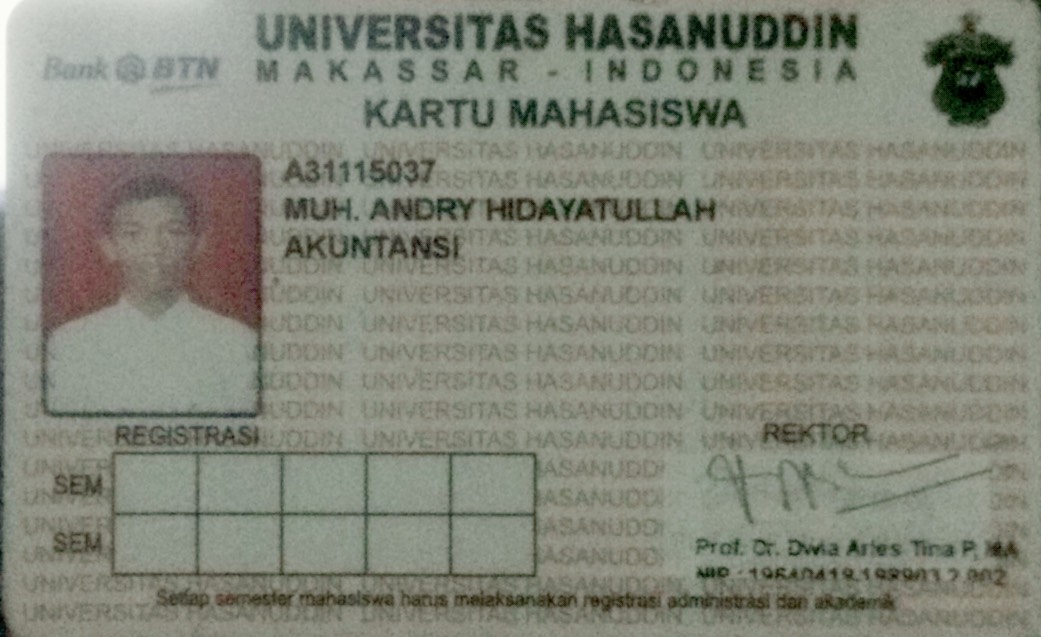 UNIVERSITAS HASANUDDIN
Bank BTN
MAKASSAR - INDONESIA
KARTU MAHASISWA
A31115037
MUH. ANDRY HIDAYATULLAH
AKUNTANSI
REGISTRASI
SEM
SEM
REKTOR
Prof. Dr. Dwia Aries Tina P, MA
NIP : 19640419 198903 2 002
Setiap semester mahasiswa harus melaksanakan registrasi administrasi dan akademik